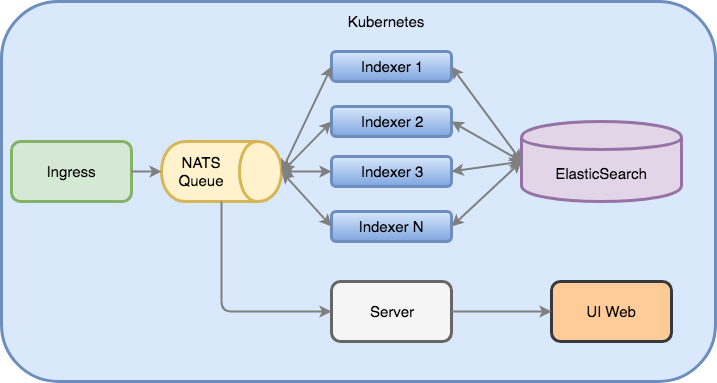 Kubernetes
Indexer 1
Indexer 2
Indexer 3
Indexer N
Ingress
NATS
Queue
ElasticSearch
Server
UI Web